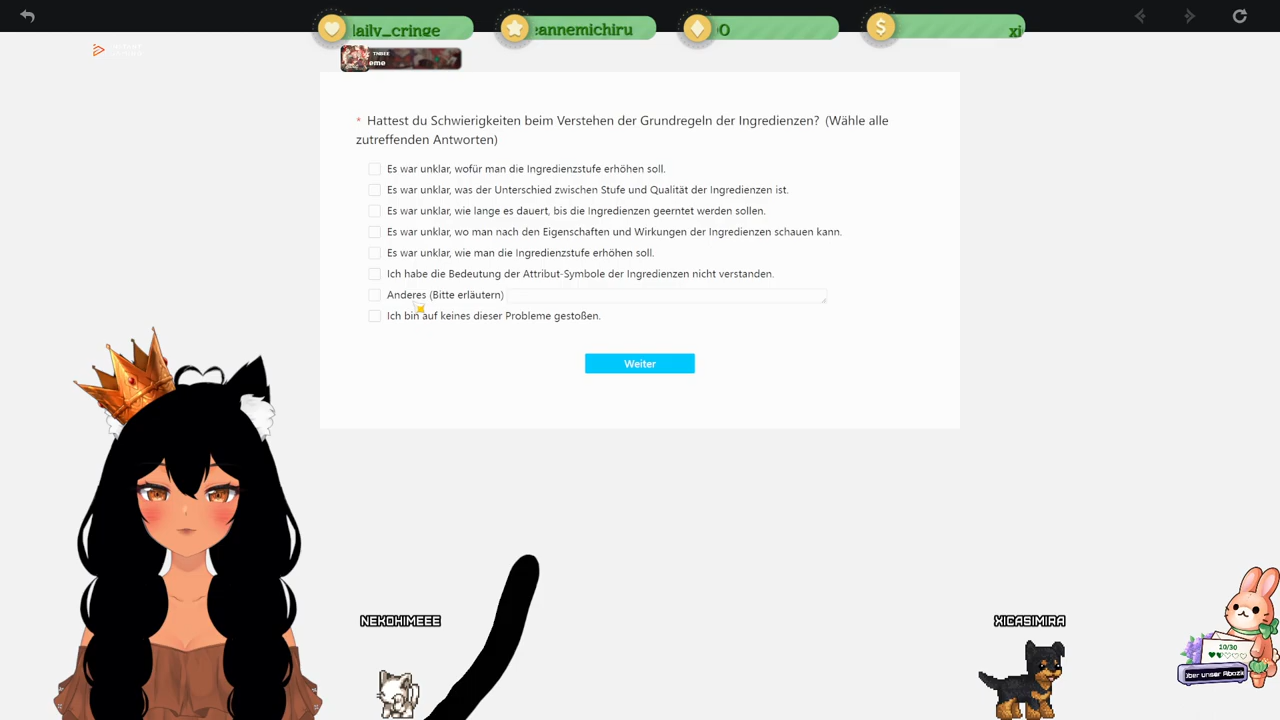 daily_cringe
eannemichiru
0
xi
TNBEE
eme
* Hattest du Schwierigkeiten beim Verstehen der Grundregeln der Ingredienzen? (Wähle alle
zutreffenden Antworten)
Es war unklar, wofür man die Ingredienzstufe erhöhen soll.
Es war unklar, was der Unterschied zwischen Stufe und Qualität der Ingredienzen ist.
Es war unklar, wie lange es dauert, bis die Ingredienzen geerntet werden sollen.
Es war unklar, wo man nach den Eigenschaften und Wirkungen der Ingredienzen schauen kann.
Es war unklar, wie man die Ingredienzstufe erhöhen soll.
Ich habe die Bedeutung der Attribut-Symbole der Ingredienzen nicht verstanden.
Anderes (Bitte erläutern)
Ich bin auf keines dieser Probleme gestoßen.
Weiter
NEKOHIMEEE
XICASIMIRA
10/30